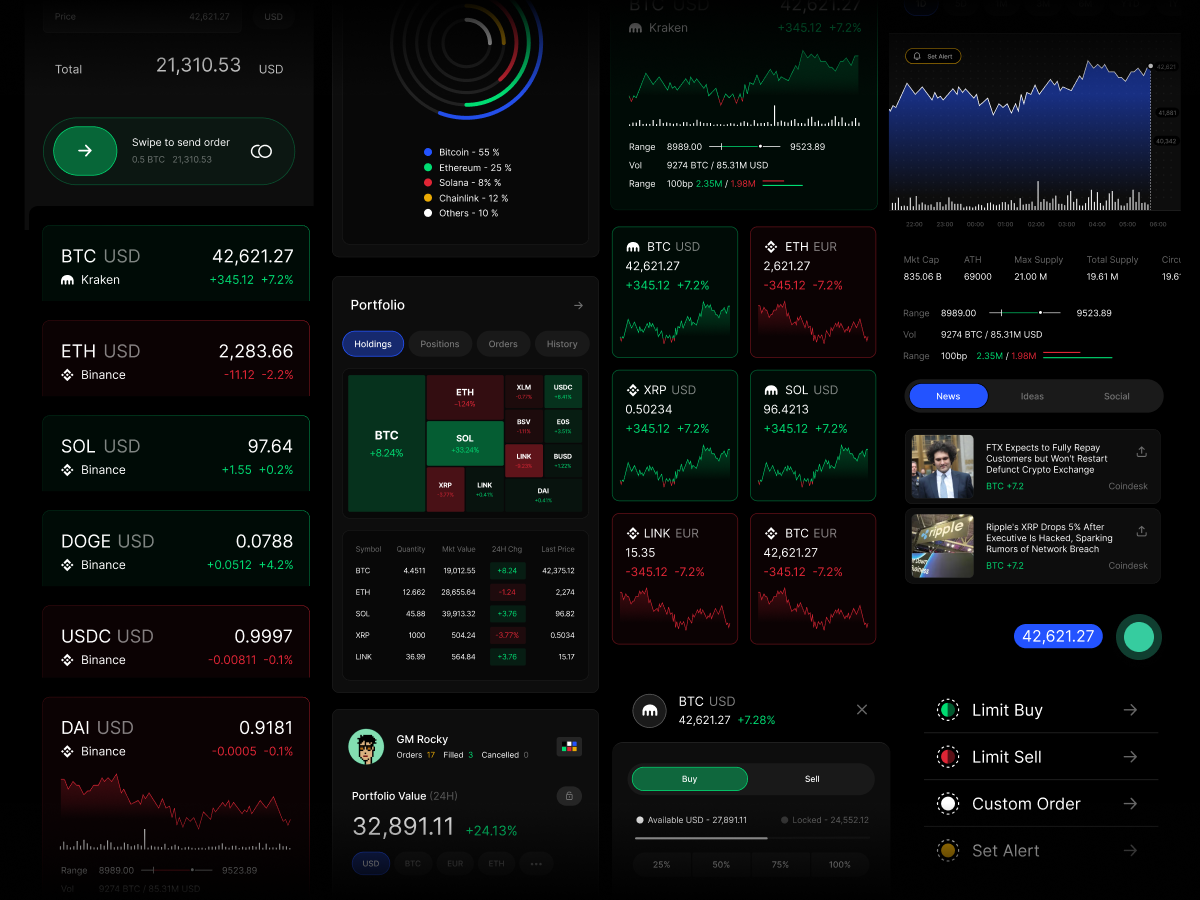 Price 42,621.27 USD
Total 21,310.53 USD
Swipe to send order
0.5 BTC 21,310.53
BTC USD 42,621.27
Kraken +345.12 +7.2%
ETH USD 2,283.66
Binance -11.12 -2.2%
SOL USD 97.64
Binance +1.55 +0.2%
DOGE USD 0.0788
Binance +0.0512 +4.2%
USDC USD 0.9997
Binance -0.00811 -0.1%
DAI USD 0.9181
Binance -0.0005 -0.1%
Range 8989.00 9523.89
Vol 9274 BTC / 85.31M USD
Bitcoin - 55 %
Ethereum - 25 %
Solana - 8% %
Chainlink - 12 %
Others - 10 %
Portfolio
Holdings Positions Orders History
BTC
+8.24%
ETH
-1.24%
SOL
+33.24%
XRP
-3.77%
LINK
+0.41%
XLM
-0.77%
USDC
+8.41%
BSV
-1.11%
EOS
+3.51%
LINK
BUSD
+1.22%
DAI
+0.41%
Symbol Quantity Mkt Value 24H Chg Last Price
BTC 4.4511 19,012.55 +8.24 42,375.12
ETH 12.662 28,655.64 -1.24 2,274
SOL 45.88 39,913.32 +3.76 96.82
XRP 1000 504.24 -3.77% 0.5034
LINK 36.99 564.84 +3.76 15.17
GM Rocky
Orders 17 Filled 3 Cancelled 0
Portfolio Value (24H)
32,891.11 +24.13%
USD BTC EUR ETH
BTC USD 42,621.27
Kraken +345.12 +7.2%
Range 8989.00 9523.89
Vol 9274 BTC / 85.31M USD
Range 100bp 2.35M / 1.98M
BTC USD
42,621.27
+345.12 +7.2%
ETH EUR
2,621.27
-345.12 -7.2%
XRP USD
0.50234
+345.12 +7.2%
SOL USD
96.4213
+345.12 +7.2%
LINK EUR
15.35
-345.12 -7.2%
BTC EUR
42,621.27
-345.12 -7.2%
BTC USD
42,621.27 +7.28%
Buy Sell
Available USD - 27,891.11 Locked - 24,552.12
25% 50% 75% 100%
Set Alert
42,621
41,881
40,342
22:00 23:00 00:00 01:00 02:00 03:00 04:00 05:00 06:00
Mkt Cap ATH Max Supply Total Supply Circu
835.06 B 69000 21.00 M 19.61 M 19.6
Range 8989.00 9523.89
Vol 9274 BTC / 85.31M USD
Range 100bp 2.35M / 1.98M
News Ideas Social
FTX Expects to Fully Repay
Customers but Won't Restart
Defunct Crypto Exchange
BTC +7.2 Coindesk
ripple
Ripple's XRP Drops 5% After
Executive Is Hacked, Sparking
Rumors of Network Breach
BTC +7.2 Coindesk
42,621.27
Limit Buy
Limit Sell
Custom Order
Set Alert